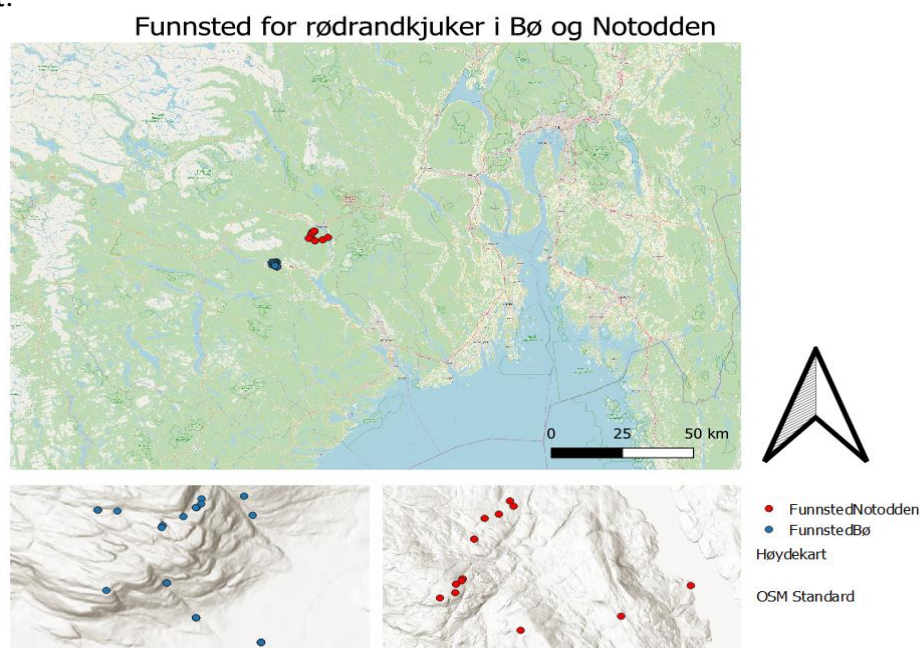 Funnsted for rødrandkjuker i Bø og Notodden
0 25 50 km
FunnstedNotodden
FunnstedBø
Høydekart
OSM Standard